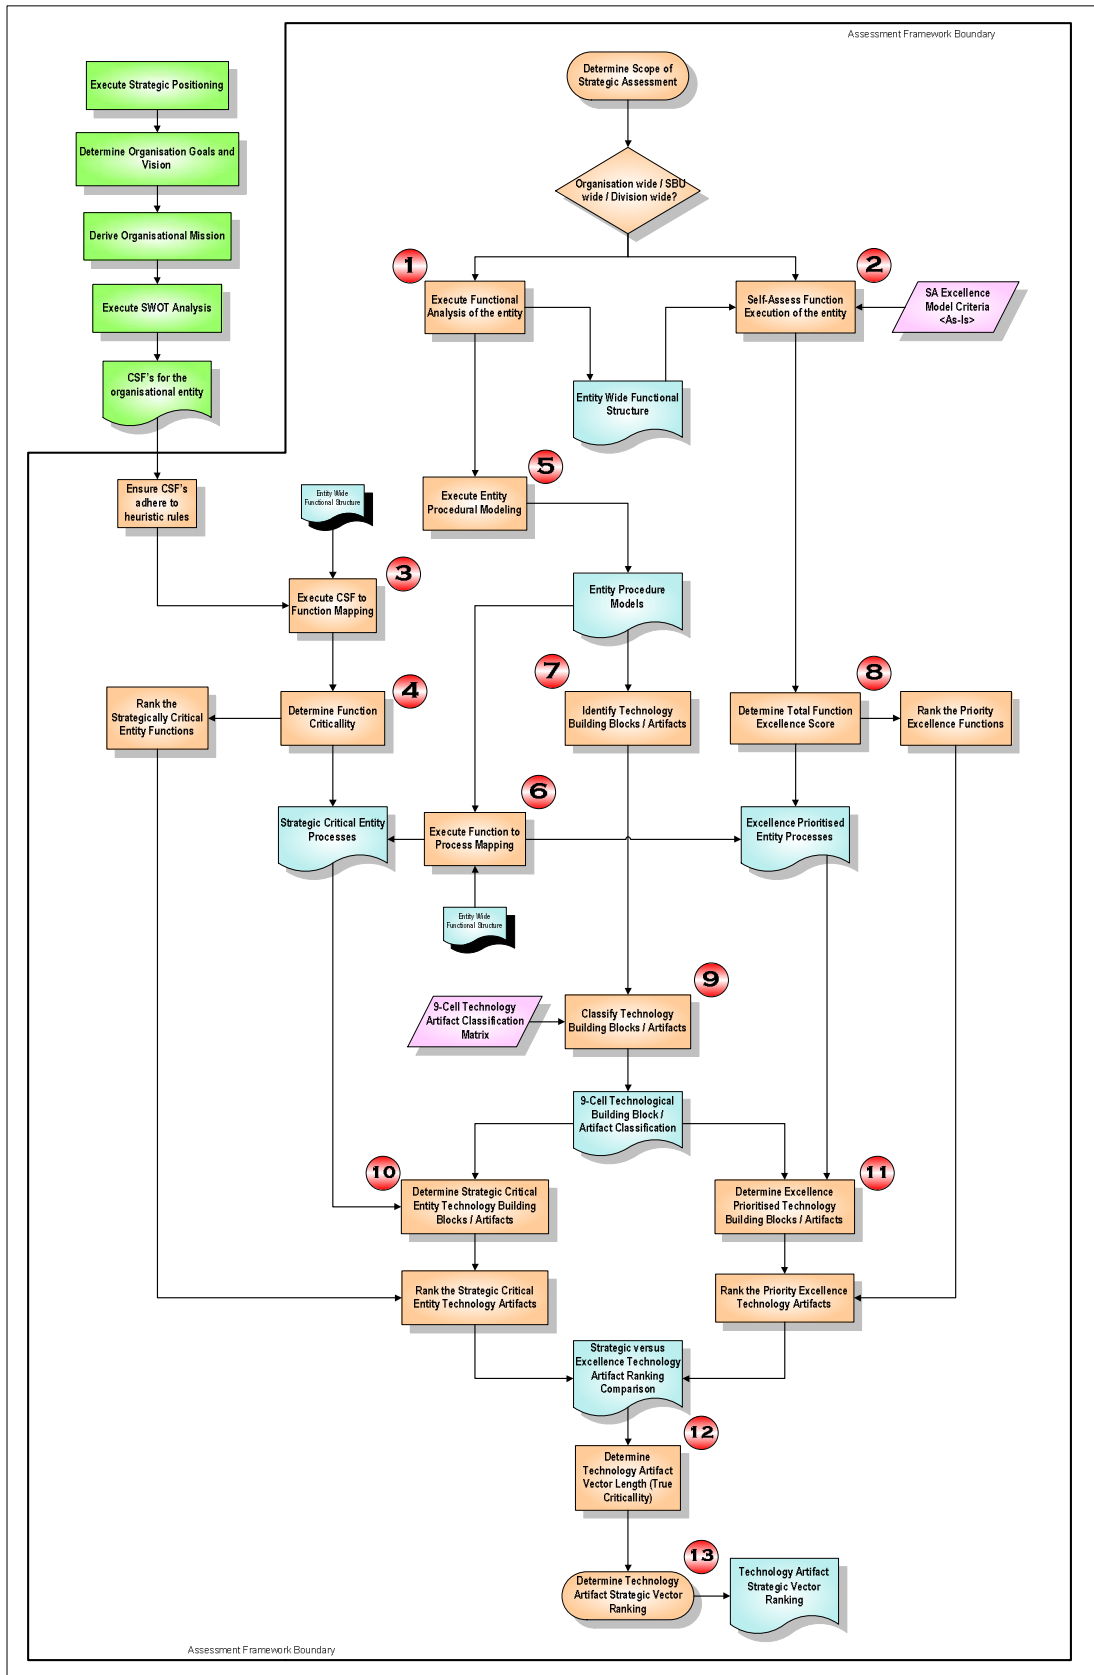 Assessment Framework Boundary
Determine Scope of
Strategic Assessment
Execute Strategic Positioning
Determine Organisation Goals and
Vision
Organisation wide / SBU
wide / Division wide?
Derive Organisational Mission
1
2
Execute SWOT Analysis
Execute Functional
Analysis of the entity
Self-Assess Function
Execution of the entity
SA Excellence
Model Criteria
<As-Is>
CSF's for the
organisational entity
Entity Wide Functional
Structure
5
Ensure CSF's
adhere to
heuristic rules
Entity Wide
Functional Structure
Execute Entity
Procedural Modeling
3
Execute CSF to
Function Mapping
Entity Procedure
Models
7
8
4
Rank the
Strategically Critical
Entity Functions
Determine Function
Criticallity
Identify Technology
Building Blocks / Artifacts
Determine Total Function
Excellence Score
Rank the Priority
Excellence Functions
6
Strategic Critical Entity
Processes
Execute Function to
Process Mapping
Excellence Prioritised
Entity Processes
Entity Wide
Functional Structure
9
9-Cell Technology
Artifact Classification
Matrix
Classify Technology
Building Blocks / Artifacts
9-Cell Technological
Building Block /
Artifact Classification
10
11
Determine Strategic Critical
Entity Technology Building
Blocks / Artifacts
Determine Excellence
Prioritised Technology
Building Blocks / Artifacts
Rank the Strategic Critical
Entity Technology Artifacts
Rank the Priority Excellence
Technology Artifacts
Strategic versus
Excellence Technology
Artifact Ranking
Comparison
12
Determine
Technology Artifact
Vector Length (True
Criticallity)
13
Determine Technology
Artifact Strategic Vector
Ranking
Technology Artifact
Strategic Vector
Ranking
Assessment Framework Boundary